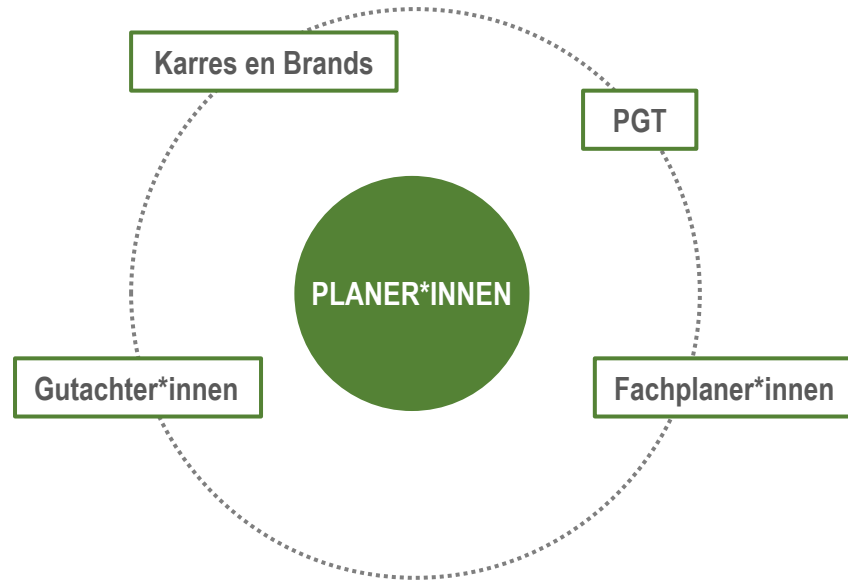 Karres en Brands
PGT
PLANER*INNEN
Gutachter*innen
Fachplaner*innen